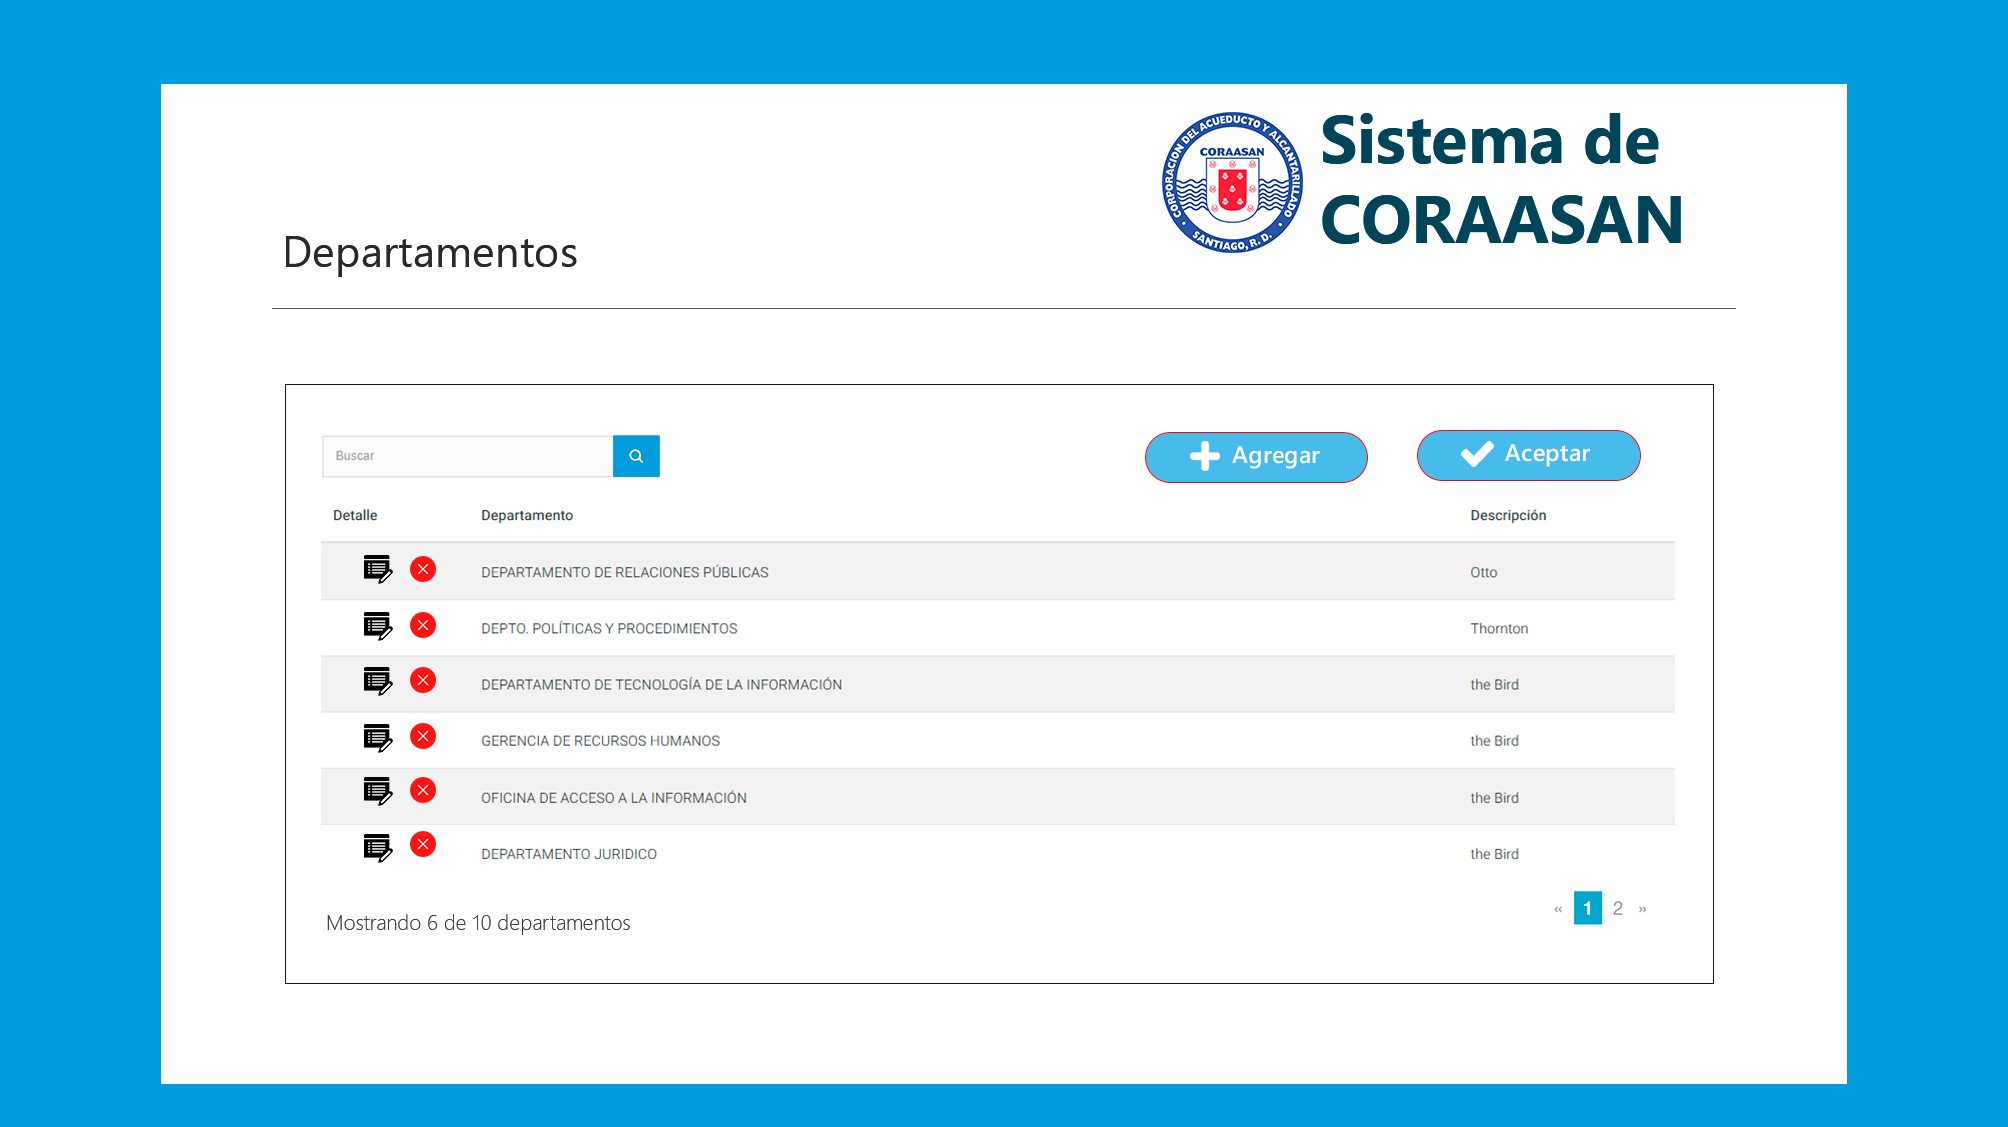 CORPORACION DEL ACUEDUCTO Y ALCANTARILLADO
CORAASAN
SANTIAGO, R. D.
Sistema de
CORAASAN
Departamentos
Buscar
Agregar
Aceptar
Detalle Departamento Descripción
DEPARTAMENTO DE RELACIONES PÚBLICAS Otto
DEPTO. POLÍTICAS Y PROCEDIMIENTOS Thornton
DEPARTAMENTO DE TECNOLOGÍA DE LA INFORMACIÓN the Bird
GERENCIA DE RECURSOS HUMANOS the Bird
OFICINA DE ACCESO A LA INFORMACIÓN the Bird
DEPARTAMENTO JURIDICO the Bird
Mostrando 6 de 10 departamentos
« 1 2 »